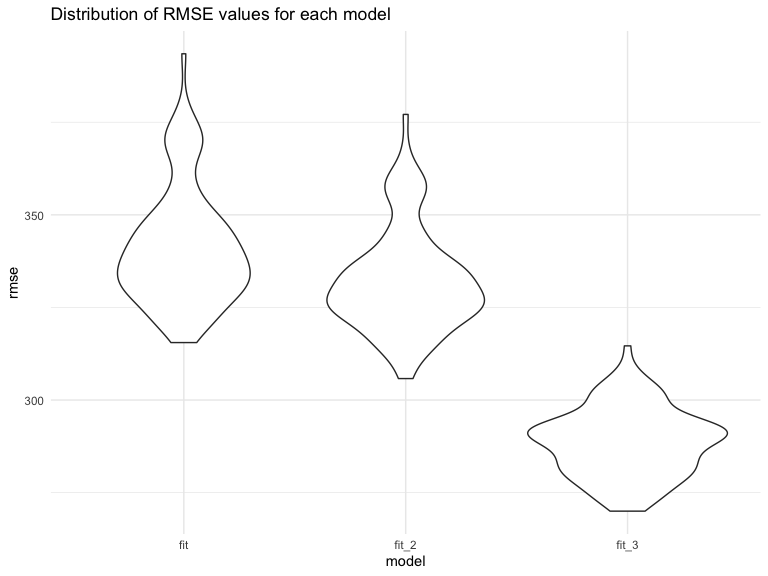 Distribution of RMSE values for each model
rmse
350
300
fit
fit_2
fit_3
model